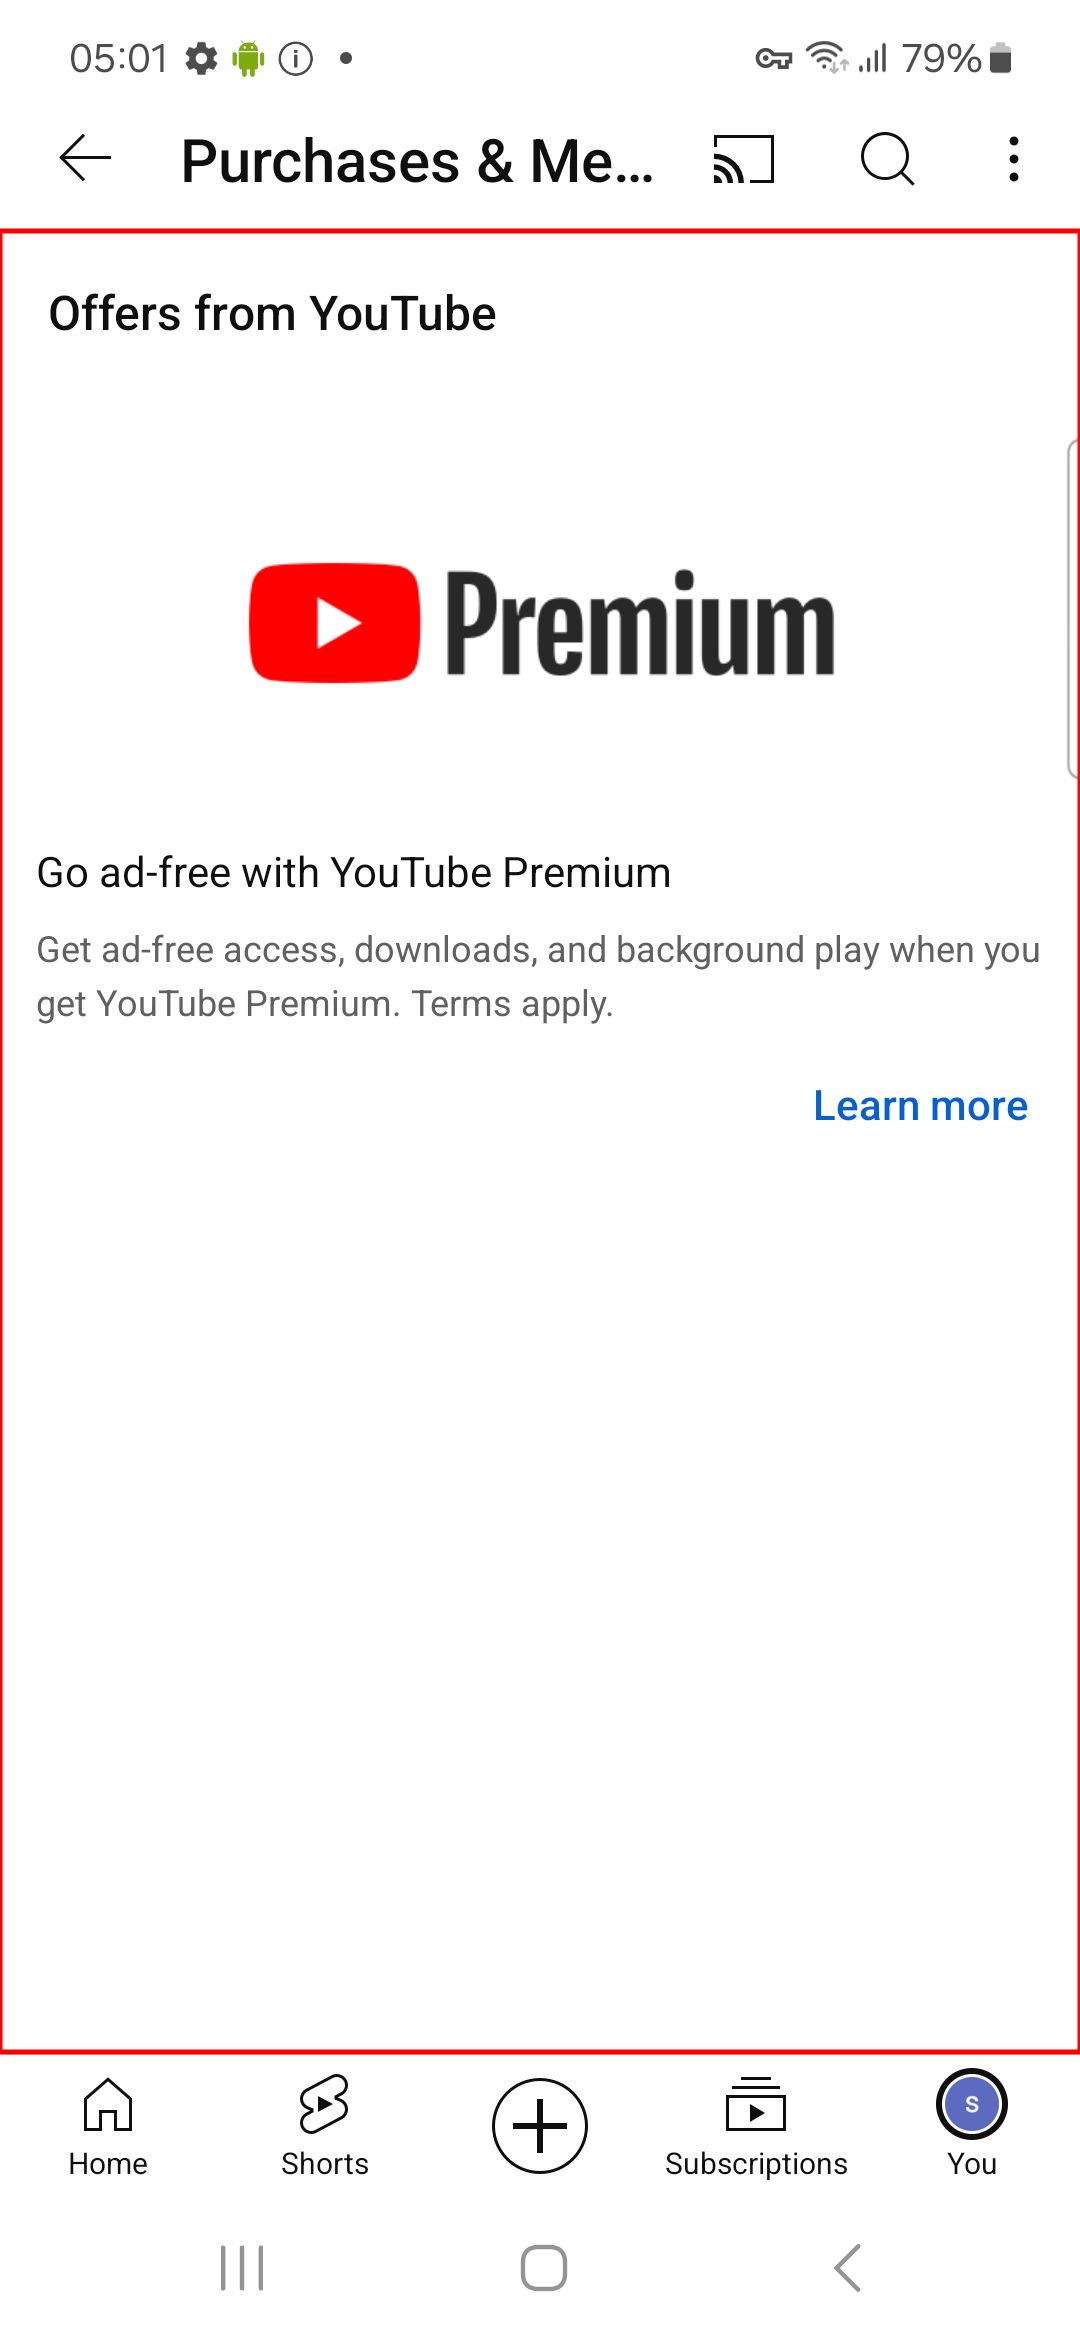 05:01
79%
Purchases & Me...
Offers from YouTube
Premium
Go ad-free with YouTube Premium
Get ad-free access, downloads, and background play when you
get YouTube Premium. Terms apply.
Learn more
Home
Shorts
Subscriptions
S
You